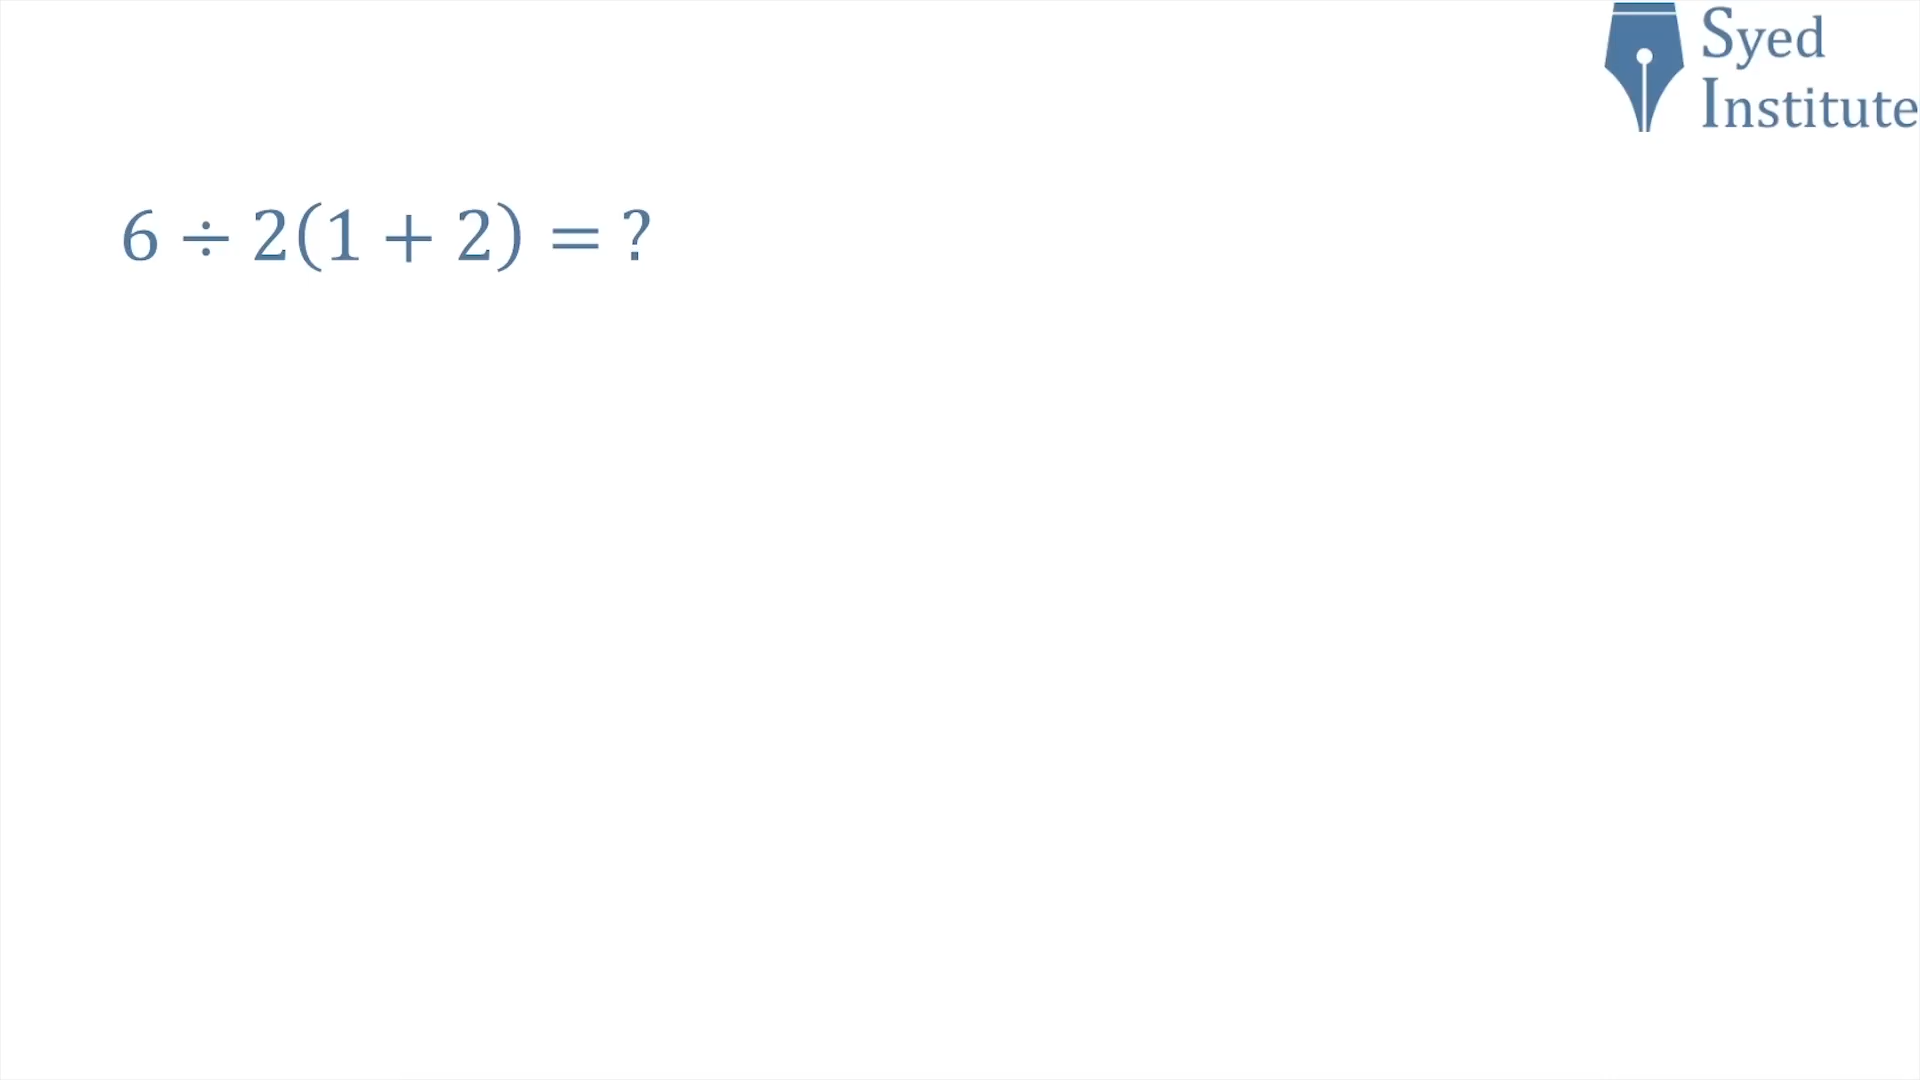 Syed
Institute
6 ÷ 2(1 + 2) = ?